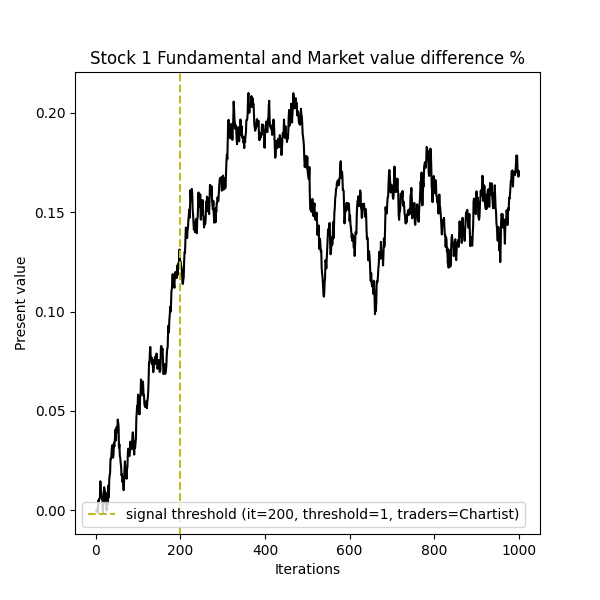 Stock 1 Fundamental and Market value difference %
Present value
0.20
0.15
0.10
0.05
0.00
signal threshold (it=200, threshold=1, traders=Chartist)
0
200
400
600
800
1000
Iterations